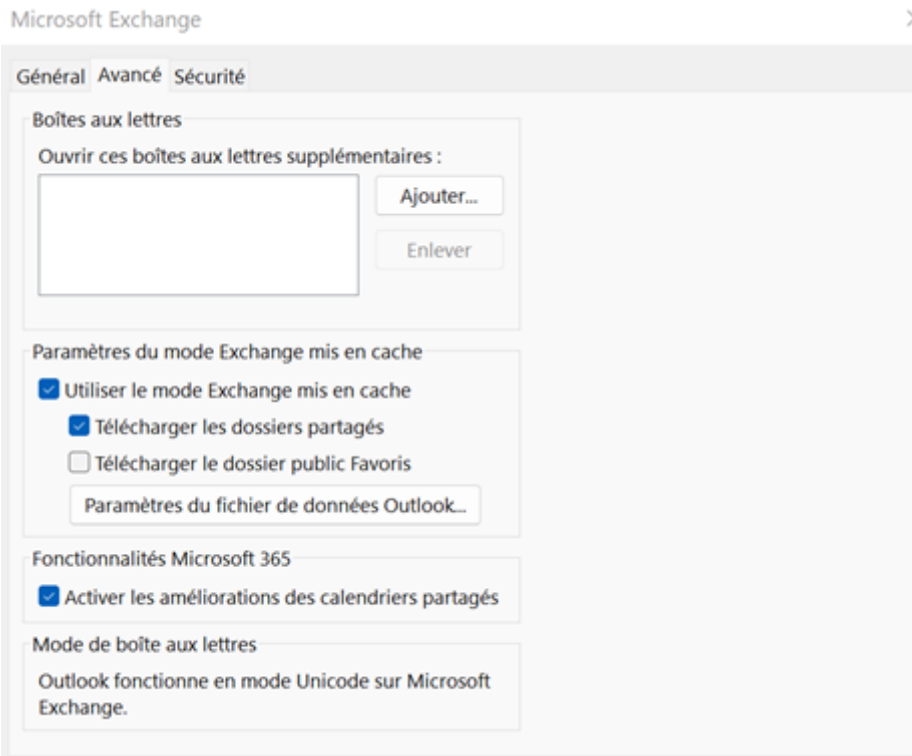 Microsoft Exchange
Général Avancé Sécurité
Boîtes aux lettres
Ouvrir ces boîtes aux lettres supplémentaires :
Ajouter...
Enlever
Paramètres du mode Exchange mis en cache
Utiliser le mode Exchange mis en cache
Télécharger les dossiers partagés
Télécharger le dossier public Favoris
Paramètres du fichier de données Outlook...
Fonctionnalités Microsoft 365
Activer les améliorations des calendriers partagés
Mode de boîte aux lettres
Outlook fonctionne en mode Unicode sur Microsoft
Exchange.